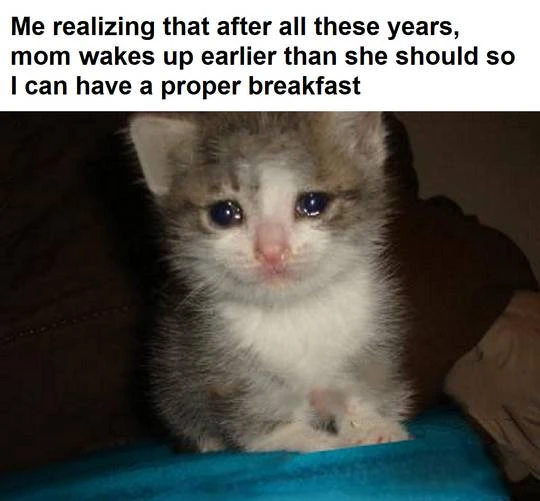 Me realizing that after all these years,
mom wakes up earlier than she should so
I can have a proper breakfast